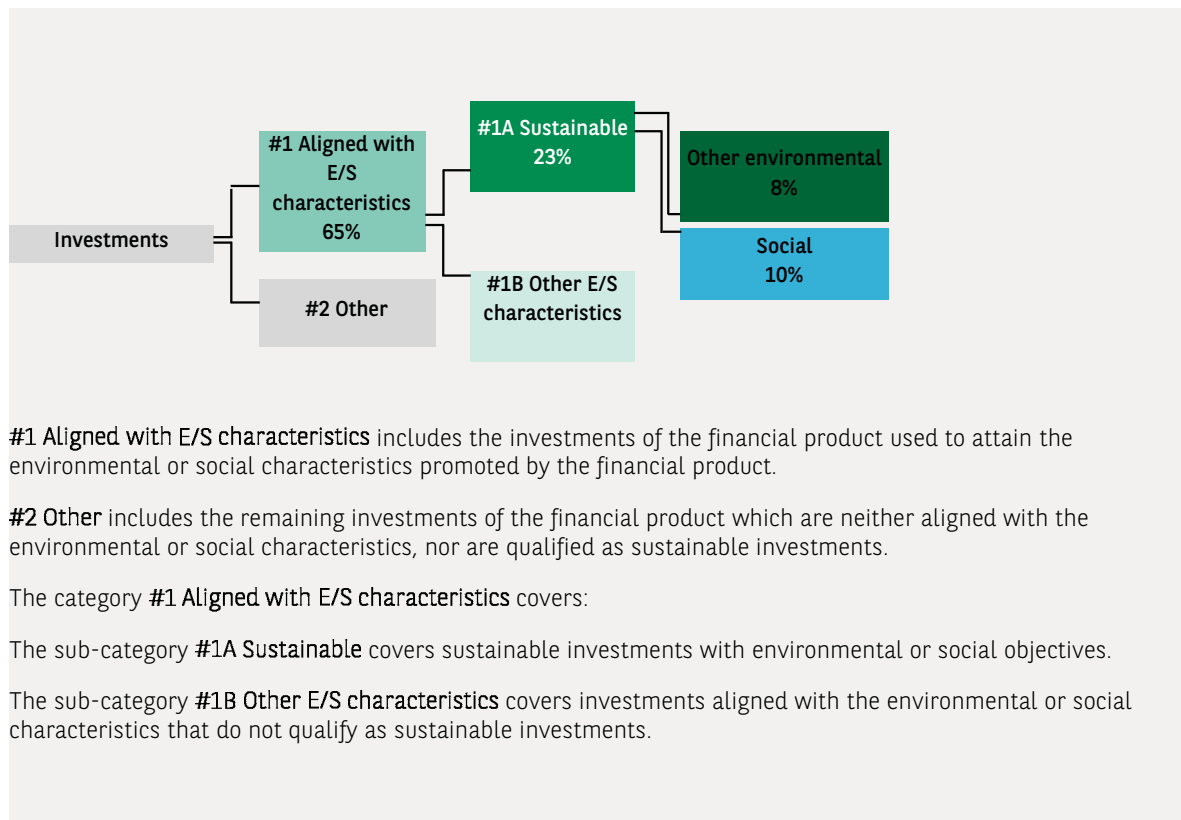 Investments
#1 Aligned with
E/S
characteristics
65%
#2 Other
#1A Sustainable
23%
#1B Other E/S
characteristics
Other environmental
8%
Social
10%
#1 Aligned with E/S characteristics includes the investments of the financial product used to attain the
environmental or social characteristics promoted by the financial product.
#2 Other includes the remaining investments of the financial product which are neither aligned with the
environmental or social characteristics, nor are qualified as sustainable investments.
The category #1 Aligned with E/S characteristics covers:
The sub-category #1A Sustainable covers sustainable investments with environmental or social objectives.
The sub-category #1B Other E/S characteristics covers investments aligned with the environmental or social
characteristics that do not qualify as sustainable investments.